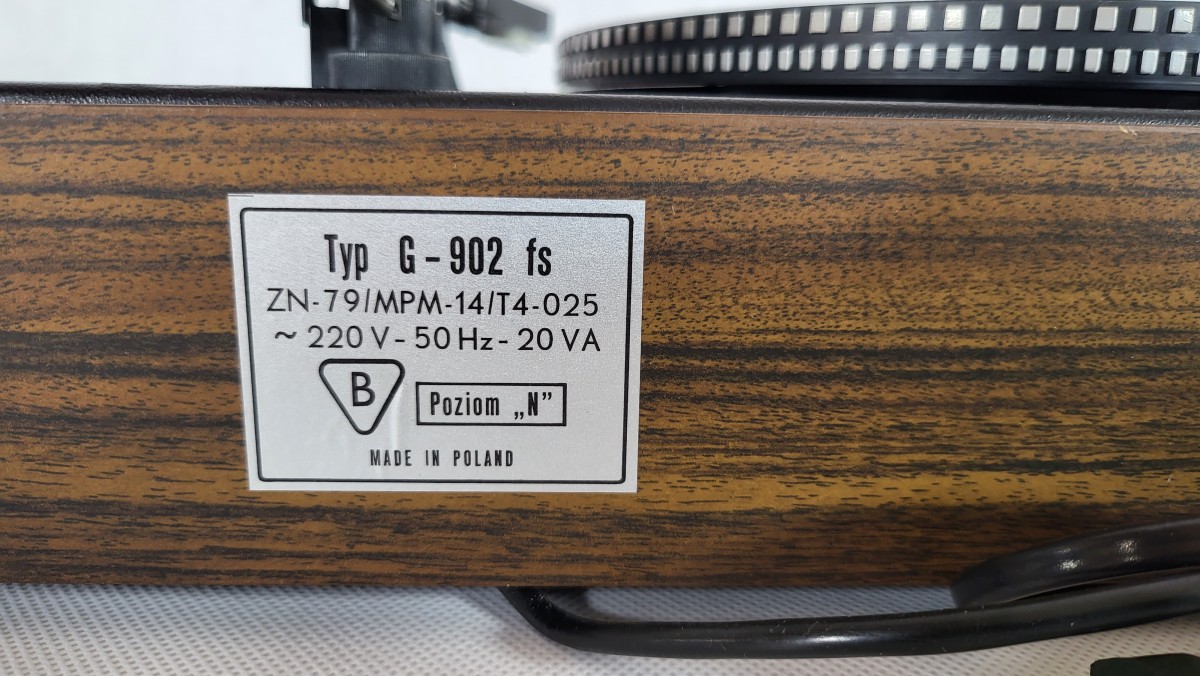 Typ G-902 fs
ZN-79/MPM-14/T4-025
~ 220 V - 50 Hz - 20 VA
B
Poziom „N”
MADE IN POLAND